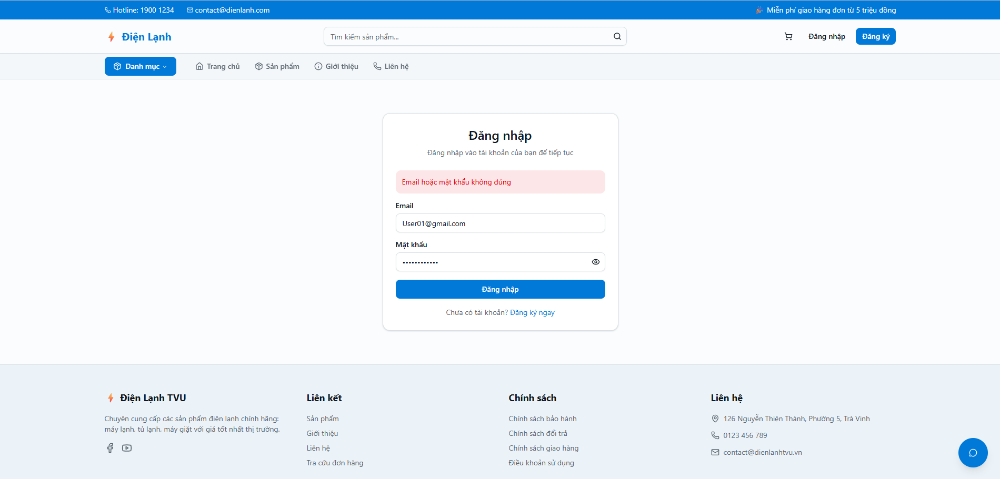 Hotline: 1900 1234
contact@dienlanh.com
Miễn phí giao hàng đơn từ 5 triệu đồng
Điện Lạnh
Tìm kiếm sản phẩm...
Đăng nhập
Đăng ký
Danh mục
Trang chủ
Sản phẩm
Giới thiệu
Liên hệ
Đăng nhập
Đăng nhập vào tài khoản của bạn để tiếp tục
Email hoặc mật khẩu không đúng
Email
User01@gmail.com
Mật khẩu
••••••••••••
Đăng nhập
Chưa có tài khoản? Đăng ký ngay
Điện Lạnh TVU
Chuyên cung cấp các sản phẩm điện lạnh chính hãng:
máy lạnh, tủ lạnh, máy giặt với giá tốt nhất thị trường.
Liên kết
Sản phẩm
Giới thiệu
Liên hệ
Tra cứu đơn hàng
Chính sách
Chính sách bảo hành
Chính sách đổi trả
Chính sách giao hàng
Điều khoản sử dụng
Liên hệ
126 Nguyễn Thiện Thành, Phường 5, Trà Vinh
0123 456 789
contact@dienlanhtvu.vn